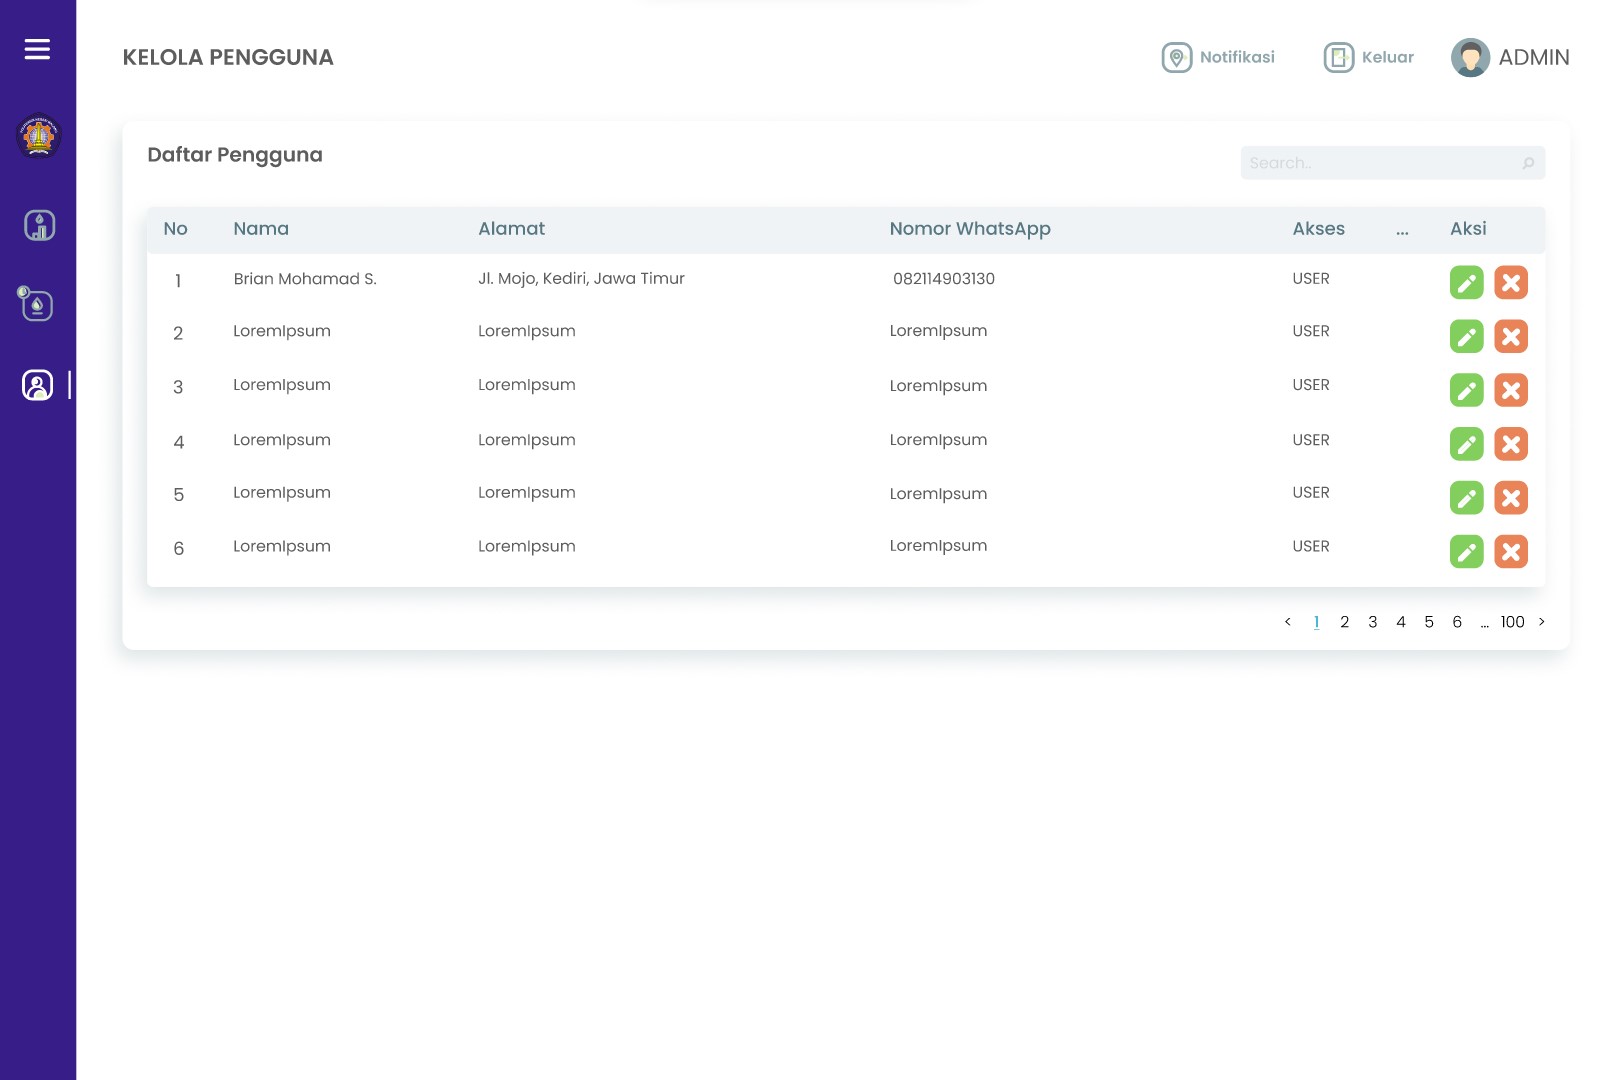 KELOLA PENGGUNA
Notifikasi
Keluar
ADMIN
Daftar Pengguna
Search..
No Nama Alamat Nomor WhatsApp Akses ... Aksi
1 Brian Mohamad S. Jl. Mojo, Kediri, Jawa Timur 082114903130 USER
2 LoremIpsum LoremIpsum LoremIpsum USER
3 LoremIpsum LoremIpsum LoremIpsum USER
4 LoremIpsum LoremIpsum LoremIpsum USER
5 LoremIpsum LoremIpsum LoremIpsum USER
6 LoremIpsum LoremIpsum LoremIpsum USER
< 1 2 3 4 5 6 ... 100 >